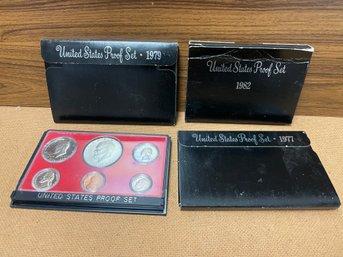 United States Proof Set • 1979
United States Proof Set
1982
United States Proof Set • 1977
UNITED STATES PROOF SET